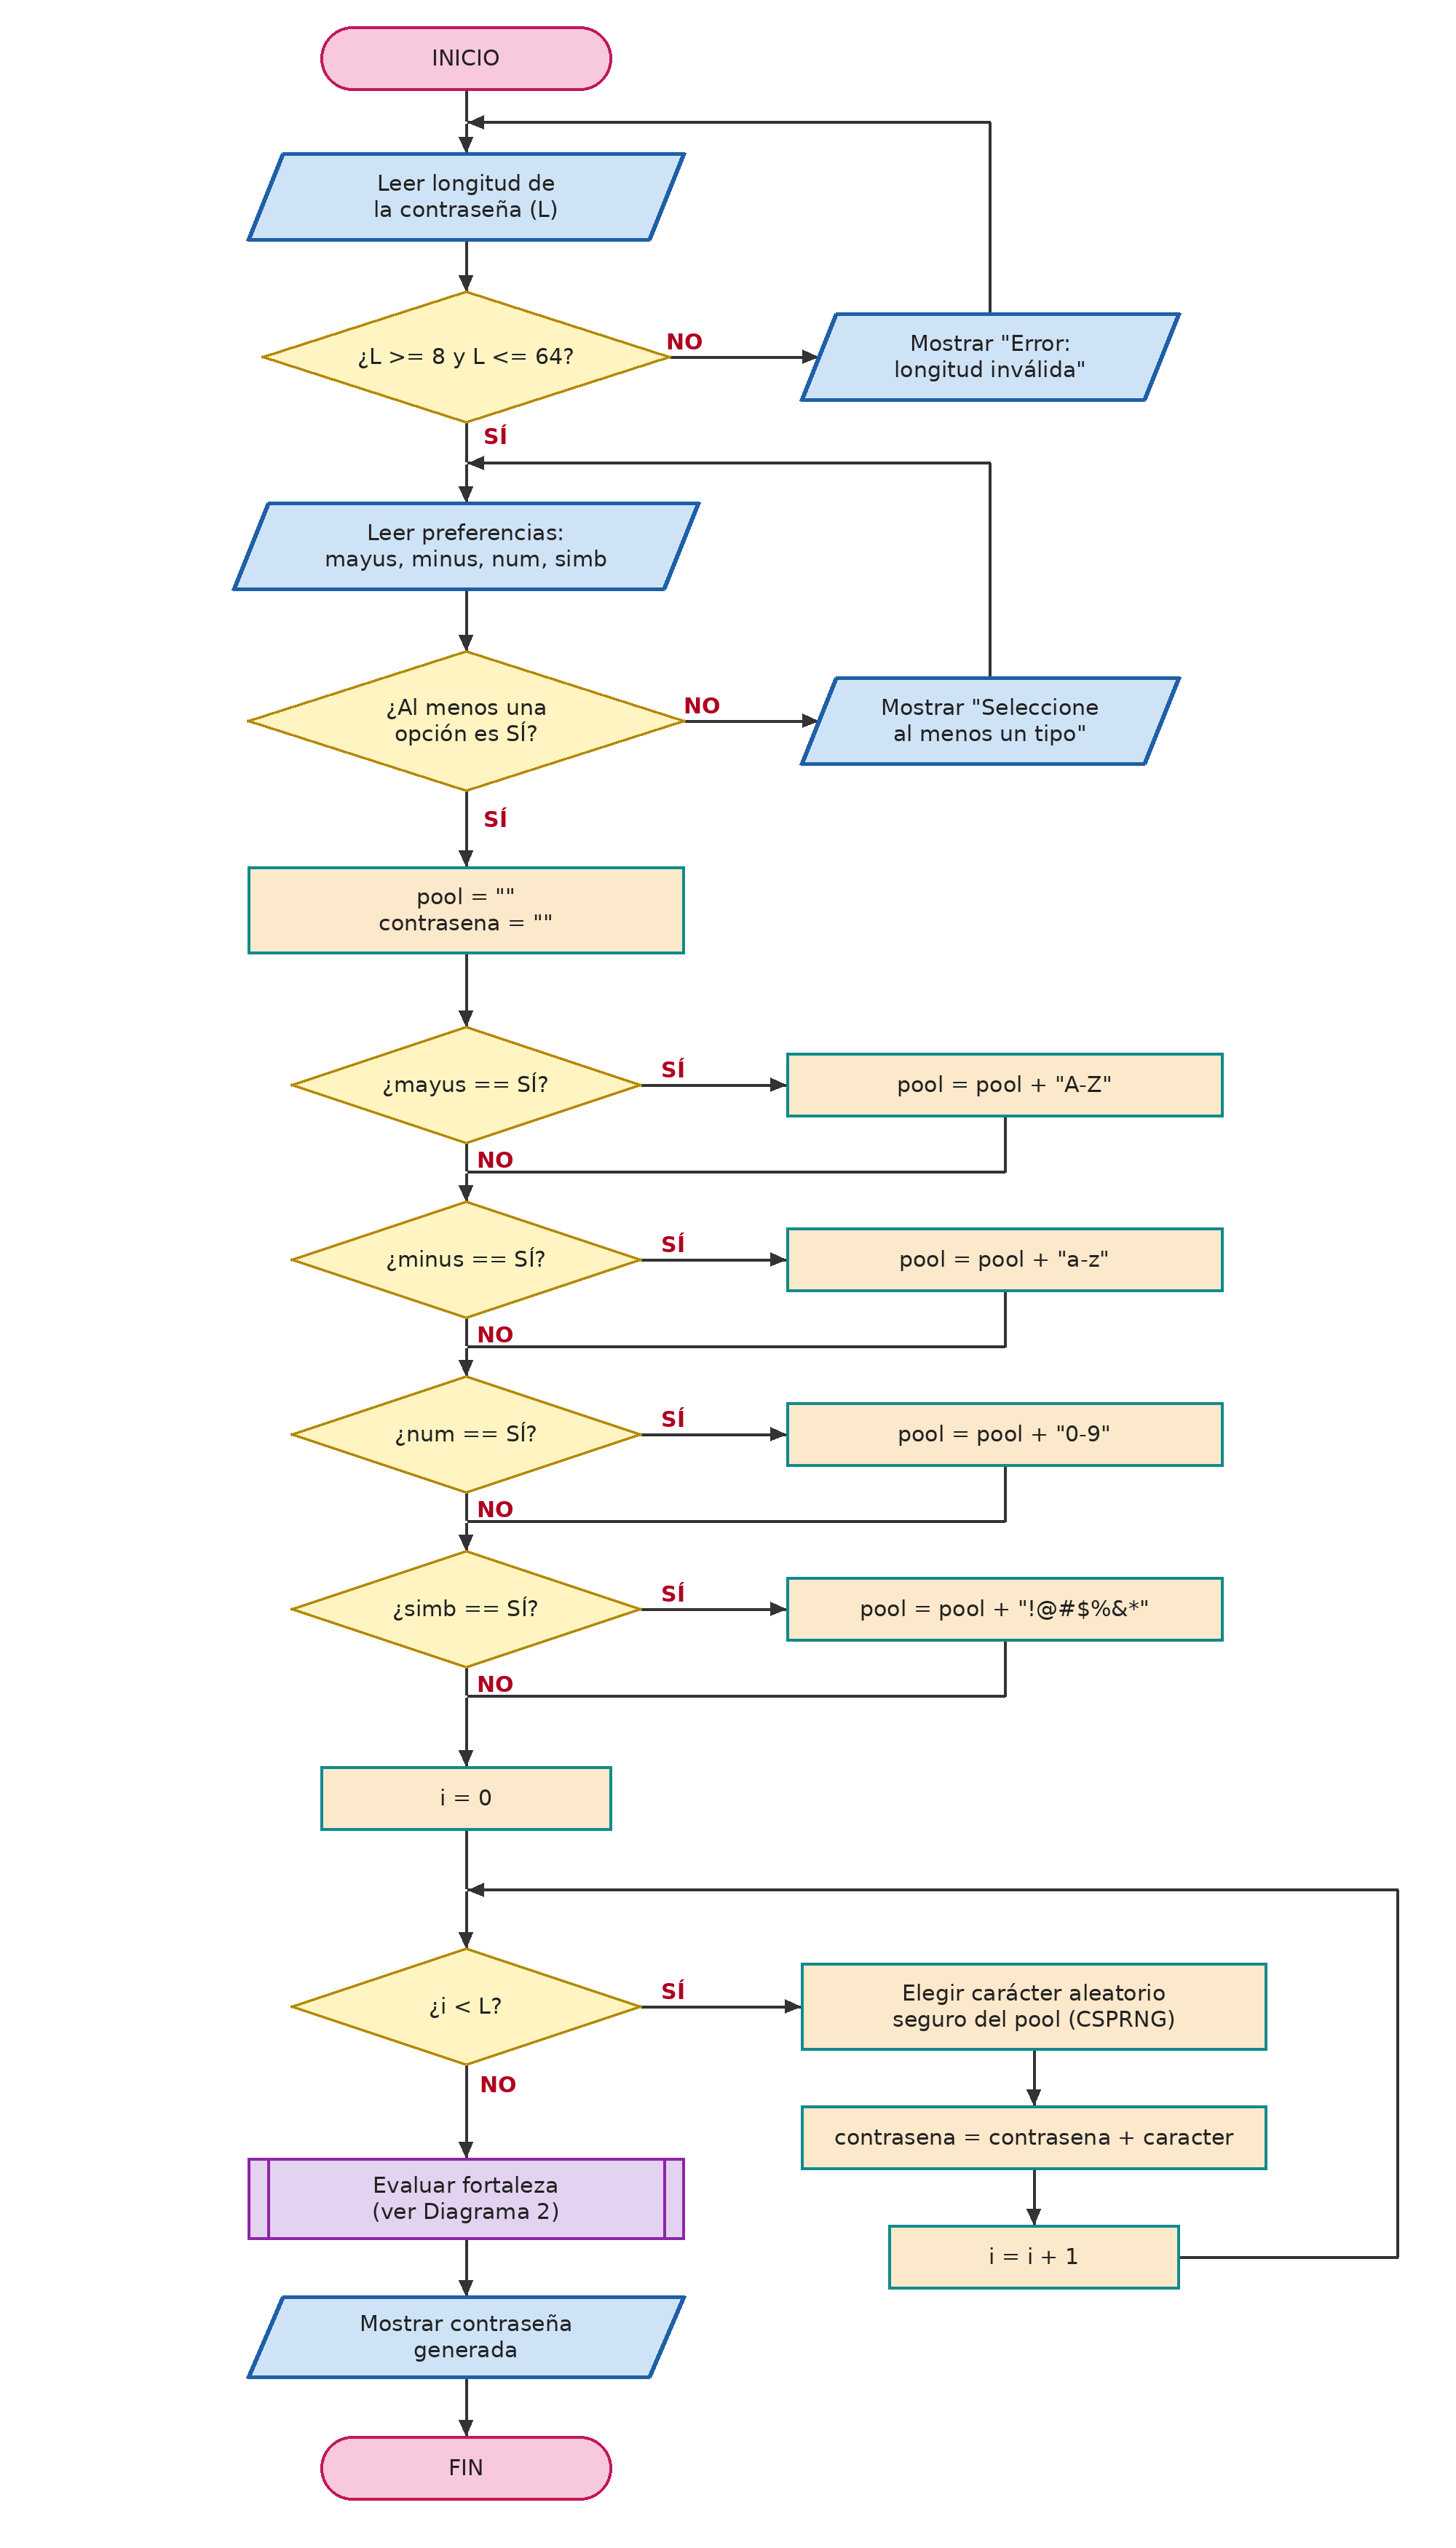 INICIO
Leer longitud de
la contraseña (L)
¿L >= 8 y L <= 64?
NO
Mostrar "Error:
longitud inválida"
SÍ
Leer preferencias:
mayus, minus, num, simb
¿Al menos una
opción es SÍ?
NO
Mostrar "Seleccione
al menos un tipo"
SÍ
pool = ""
contrasena = ""
¿mayus == SÍ?
SÍ
pool = pool + "A-Z"
NO
¿minus == SÍ?
SÍ
pool = pool + "a-z"
NO
¿num == SÍ?
SÍ
pool = pool + "0-9"
NO
¿simb == SÍ?
SÍ
pool = pool + "!@#$%&*"
NO
i = 0
¿i < L?
SÍ
Elegir carácter aleatorio
seguro del pool (CSPRNG)
contrasena = contrasena + caracter
i = i + 1
NO
Evaluar fortaleza
(ver Diagrama 2)
Mostrar contraseña
generada
FIN